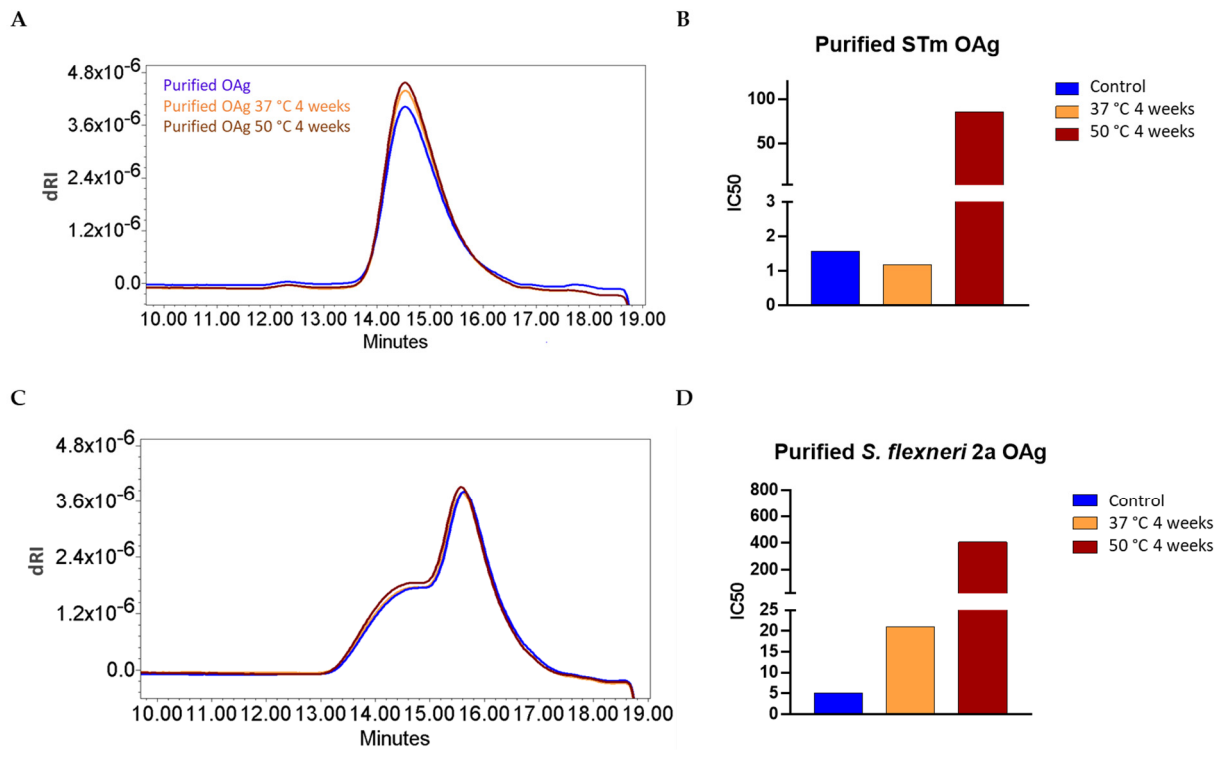 A
4.8x10-6
3.6x10-6
2.4x10-6
1.2x10-6
0.0
dRI
Purified OAg
Purified OAg 37 °C 4 weeks
Purified OAg 50 °C 4 weeks
10.00 11.00 12.00 13.00 14.00 15.00 16.00 17.00 18.00 19.00
Minutes
B
Purified STm OAg
100
50
3
2
1
0
IC50
Control
37 °C 4 weeks
50 °C 4 weeks
C
4.8x10-6
3.6x10-6
2.4x10-6
1.2x10-6
0.0
dRI
10.00 11.00 12.00 13.00 14.00 15.00 16.00 17.00 18.00 19.00
Minutes
D
Purified S. flexneri 2a OAg
800
600
400
200
25
20
15
10
5
0
IC50
Control
37 °C 4 weeks
50 °C 4 weeks